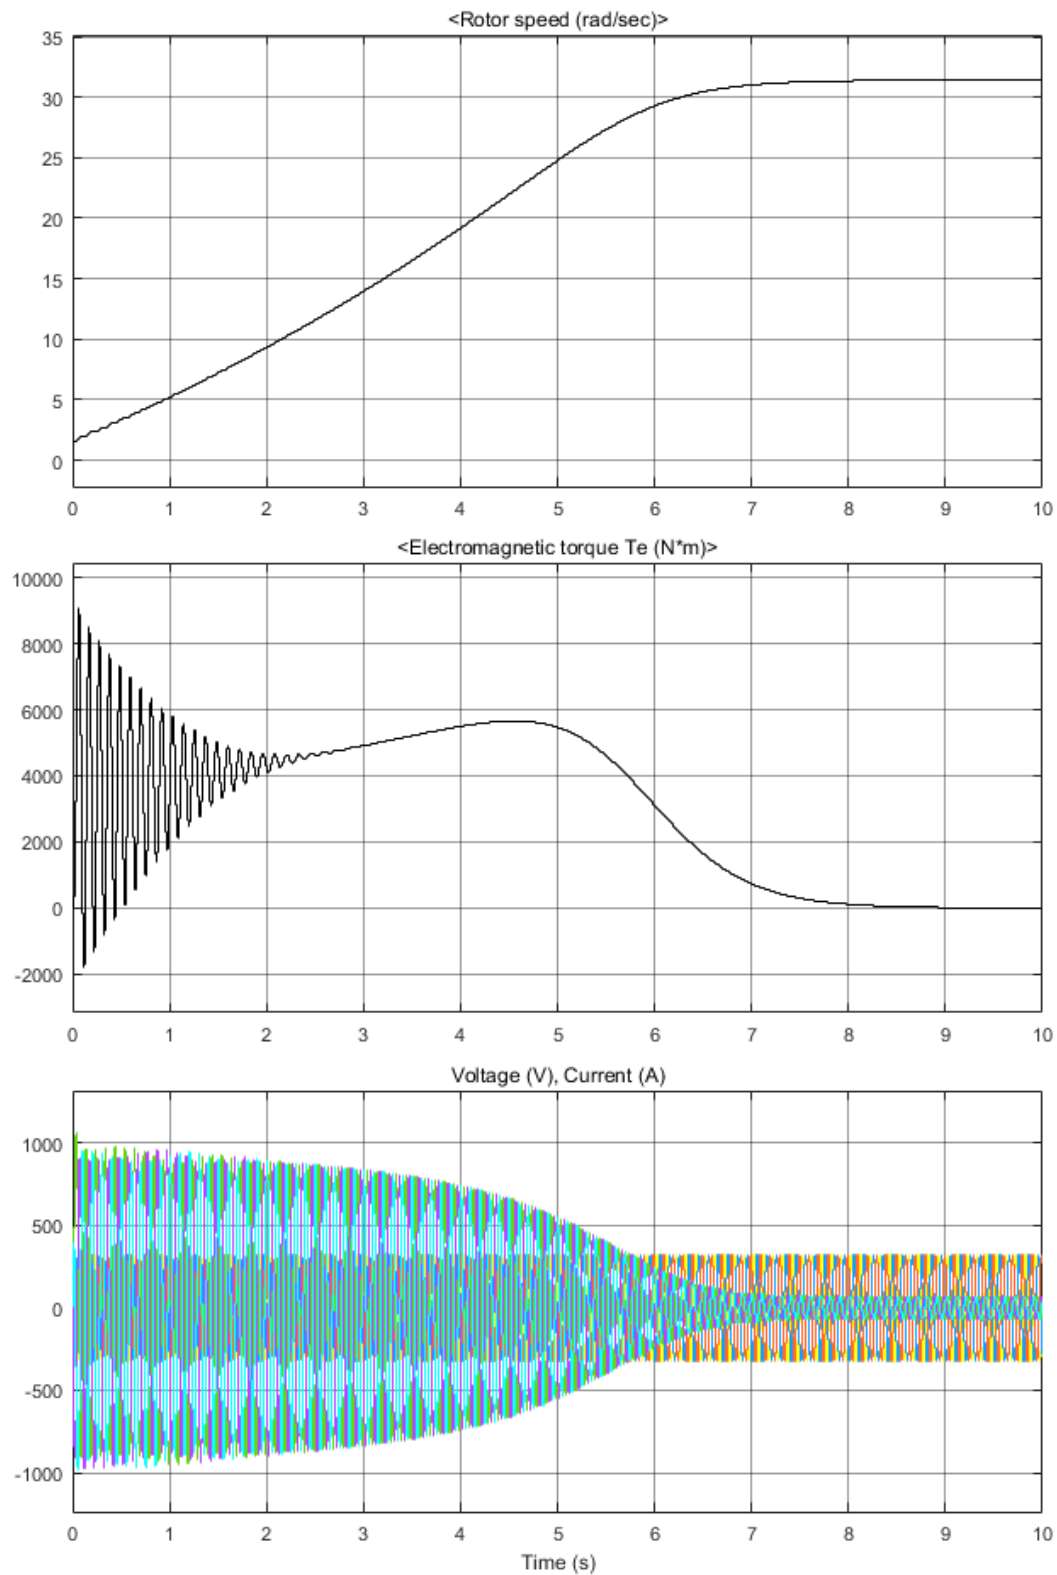 <Rotor speed (rad/sec)>
35
30
25
20
15
10
5
0
0 1 2 3 4 5 6 7 8 9 10
<Electromagnetic torque Te (N*m)>
10000
8000
6000
4000
2000
0
-2000
0 1 2 3 4 5 6 7 8 9 10
Voltage (V), Current (A)
1000
500
0
-500
-1000
0 1 2 3 4 5 6 7 8 9 10
Time (s)